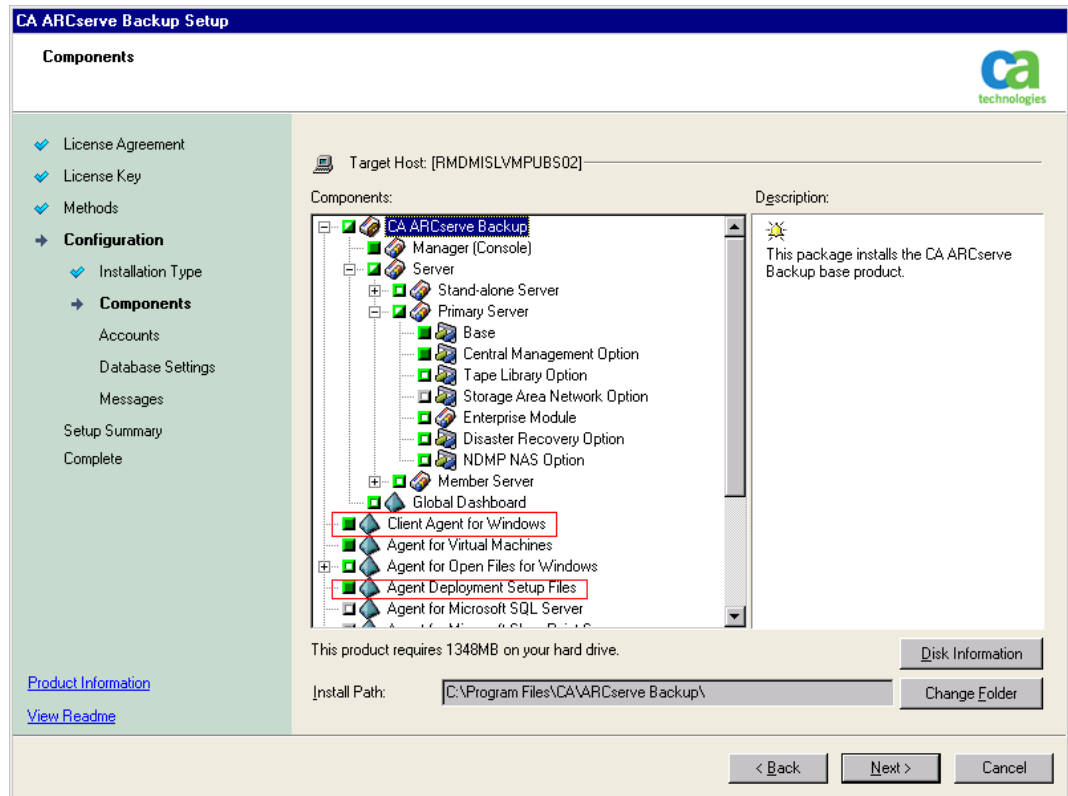 CA ARCserve Backup Setup
Components
ca
technologies
License Agreement
License Key
Methods
Configuration
Installation Type
Components
Accounts
Database Settings
Messages
Setup Summary
Complete
Product Information
View Readme
Target Host: [RMDMISLVMPUBS02]
Components:
CA ARCserve Backup
Manager (Console)
Server
Stand-alone Server
Primary Server
Base
Central Management Option
Tape Library Option
Storage Area Network Option
Enterprise Module
Disaster Recovery Option
NDMP NAS Option
Member Server
Global Dashboard
Client Agent for Windows
Agent for Virtual Machines
Agent for Open Files for Windows
Agent Deployment Setup Files
Agent for Microsoft SQL Server
Description:
This package installs the CA ARCserve
Backup base product.
This product requires 1348MB on your hard drive.
Disk Information
Install Path:
C:\Program Files\CA\ARCserve Backup\
Change Folder
< Back
Next >
Cancel